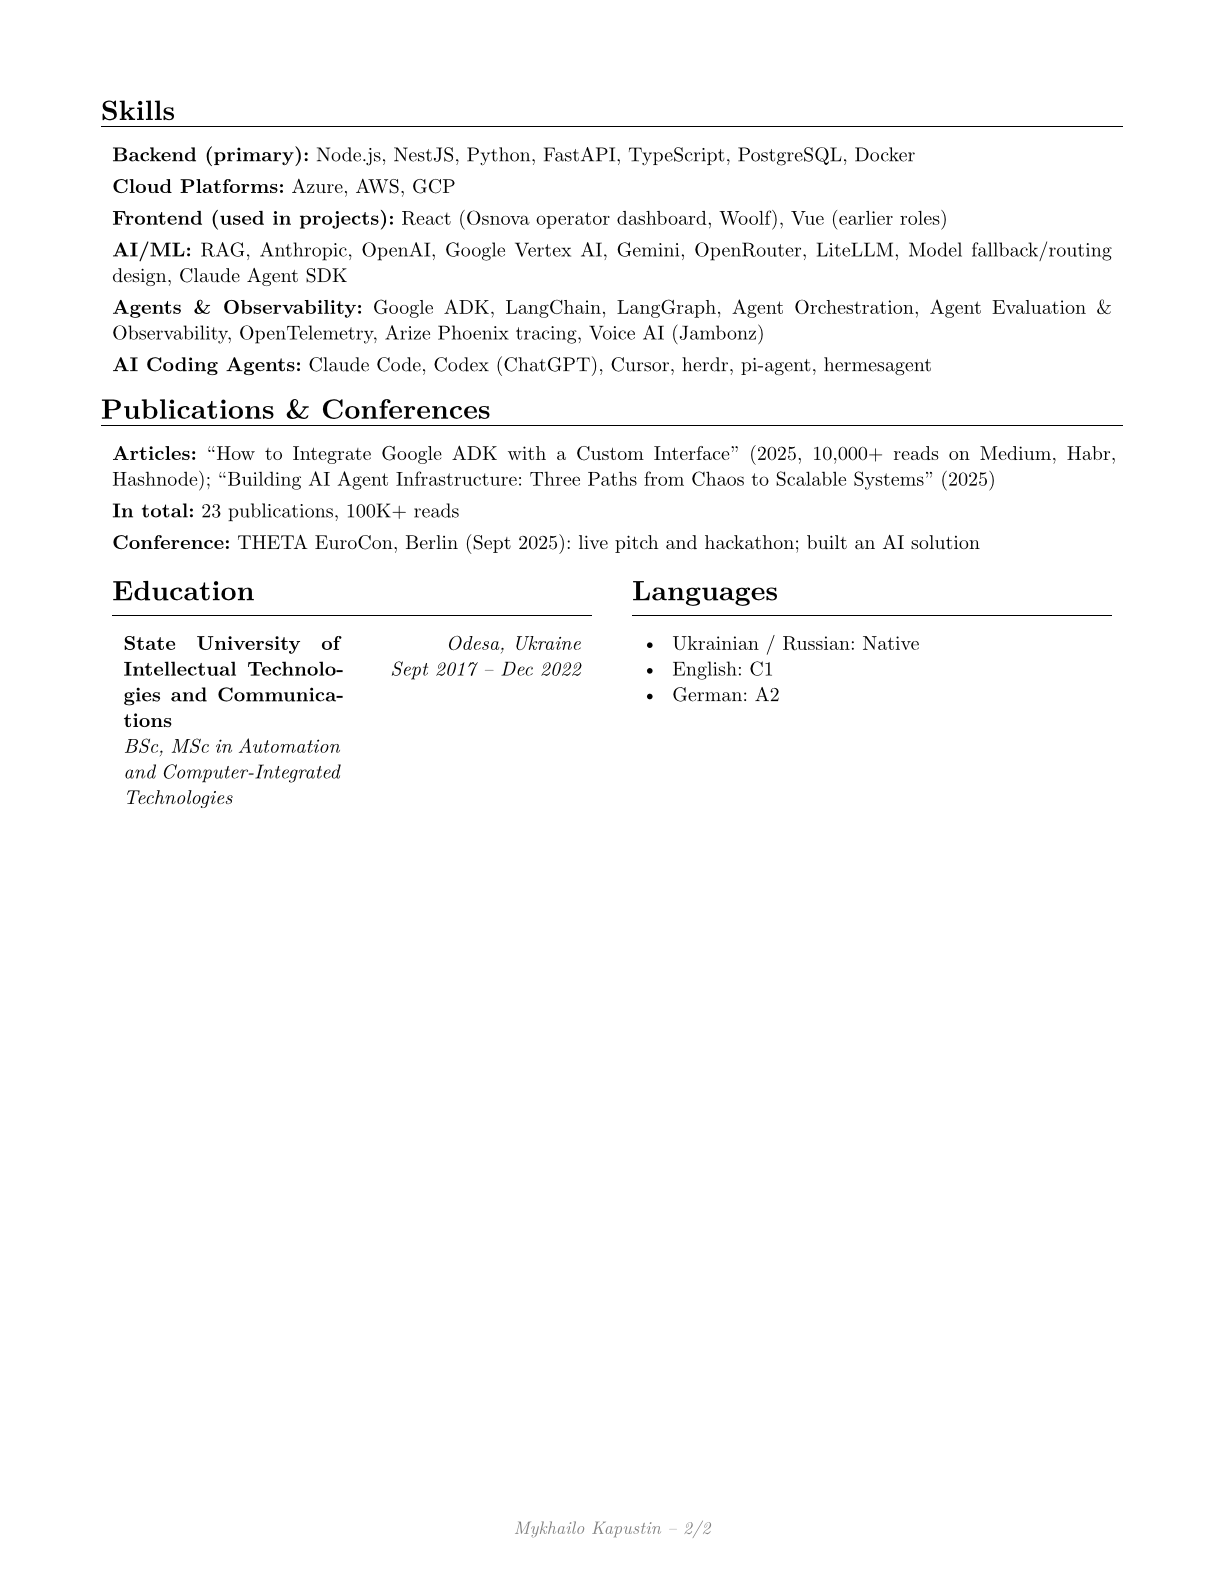 Skills
Backend (primary): Node.js, NestJS, Python, FastAPI, TypeScript, PostgreSQL, Docker
Cloud Platforms: Azure, AWS, GCP
Frontend (used in projects): React (Osnova operator dashboard, Woolf), Vue (earlier roles)
AI/ML: RAG, Anthropic, OpenAI, Google Vertex AI, Gemini, OpenRouter, LiteLLM, Model fallback/routing
design, Claude Agent SDK
Agents & Observability: Google ADK, LangChain, LangGraph, Agent Orchestration, Agent Evaluation &
Observability, OpenTelemetry, Arize Phoenix tracing, Voice AI (Jambonz)
AI Coding Agents: Claude Code, Codex (ChatGPT), Cursor, herdr, pi-agent, hermesagent
Publications & Conferences
Articles: “How to Integrate Google ADK with a Custom Interface” (2025, 10,000+ reads on Medium, Habr,
Hashnode); “Building AI Agent Infrastructure: Three Paths from Chaos to Scalable Systems” (2025)
In total: 23 publications, 100K+ reads
Conference: THETA EuroCon, Berlin (Sept 2025): live pitch and hackathon; built an AI solution
Education
State University of
Intellectual Technolo-
gies and Communica-
tions
BSc, MSc in Automation
and Computer-Integrated
Technologies
Odesa, Ukraine
Sept 2017 – Dec 2022
Languages
• Ukrainian / Russian: Native
• English: C1
• German: A2
Mykhailo Kapustin – 2/2